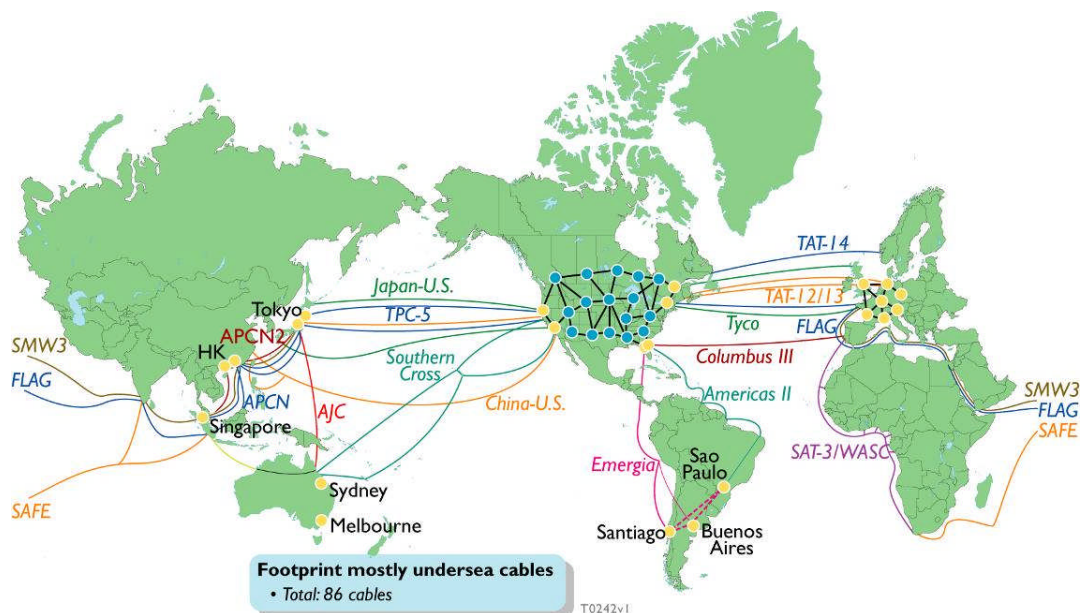 TAT-14
Japan-U.S.
TAT-12/13
Tokyo
TPC-5
Tyco
APCN2
FLAG
SMW3
HK
Southern
Cross
Columbus III
FLAG
APCN
China-U.S.
Americas II
SMW3
AJC
FLAG
Singapore
SAFE
Emergia
Sao
Paulo
SAT-3/WASC
Sydney
SAFE
Melbourne
Santiago
Buenos
Aires
Footprint mostly undersea cables
• Total: 86 cables
T0242v1